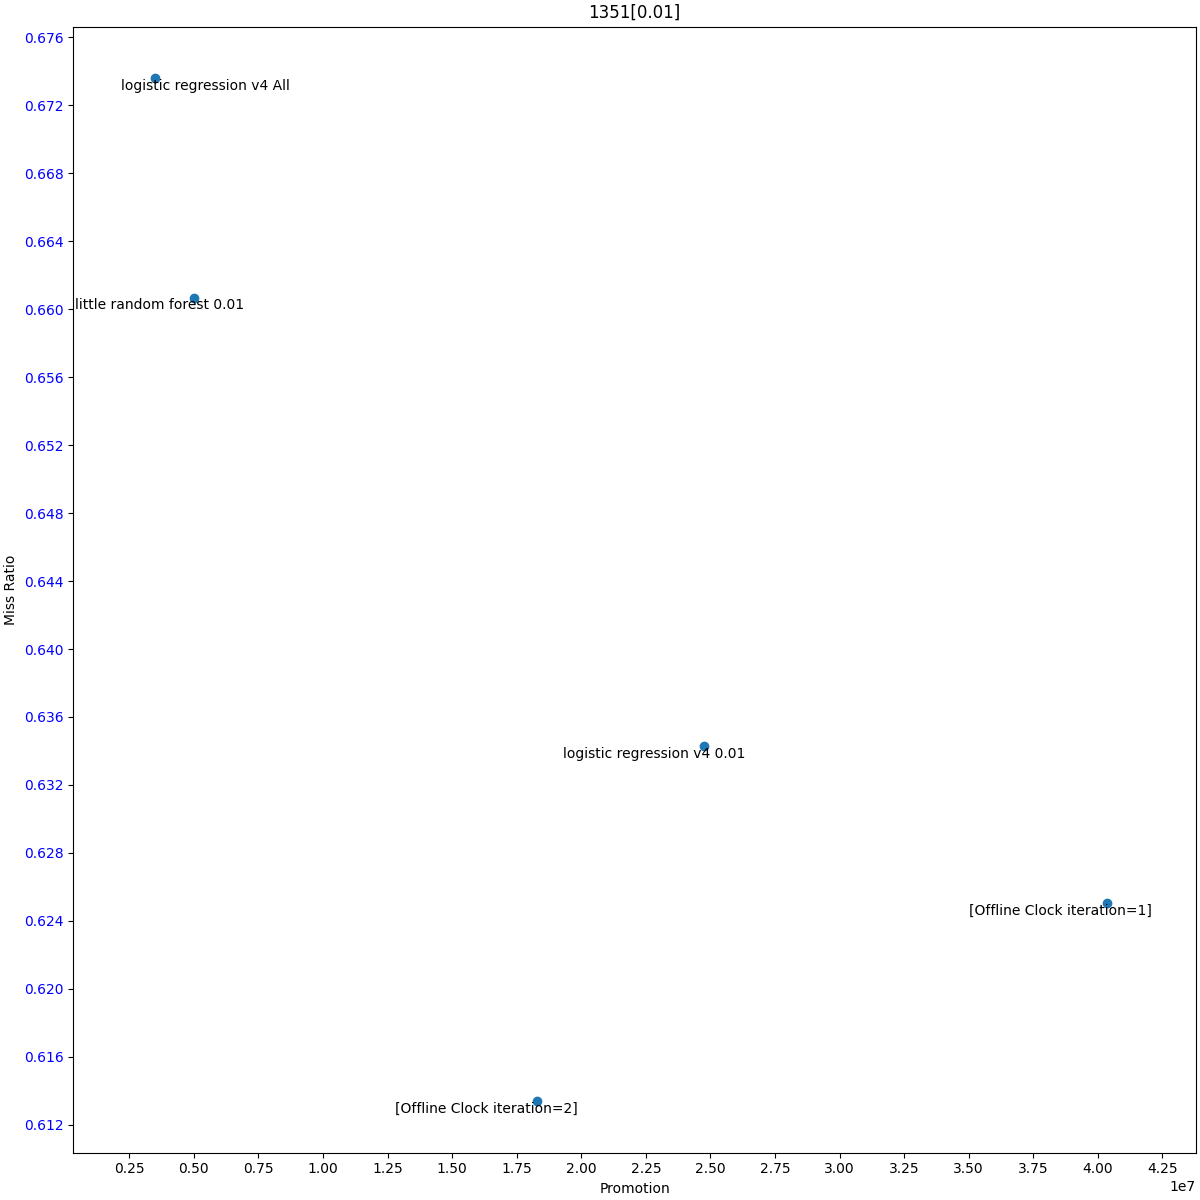 1351[0.01]
0.676
logistic regression v4 All
0.672
0.668
0.664
little random forest 0.01
0.660
0.656
0.652
0.648
0.644
Miss Ratio
0.640
0.636
logistic regression v4 0.01
0.632
0.628
[Offline Clock iteration=1]
0.624
0.620
0.616
[Offline Clock iteration=2]
0.612
0.25 0.50 0.75 1.00 1.25 1.50 1.75 2.00 2.25 2.50 2.75 3.00 3.25 3.50 3.75 4.00 4.25
Promotion
1e7